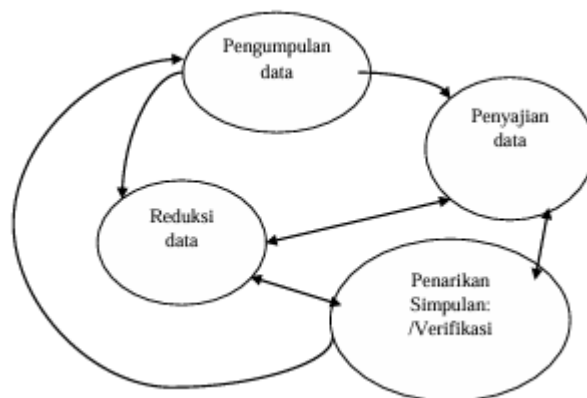 Pengumpulan
data
Penyajian
data
Reduksi
data
Penarikan
Simpulan:
/Verifikasi